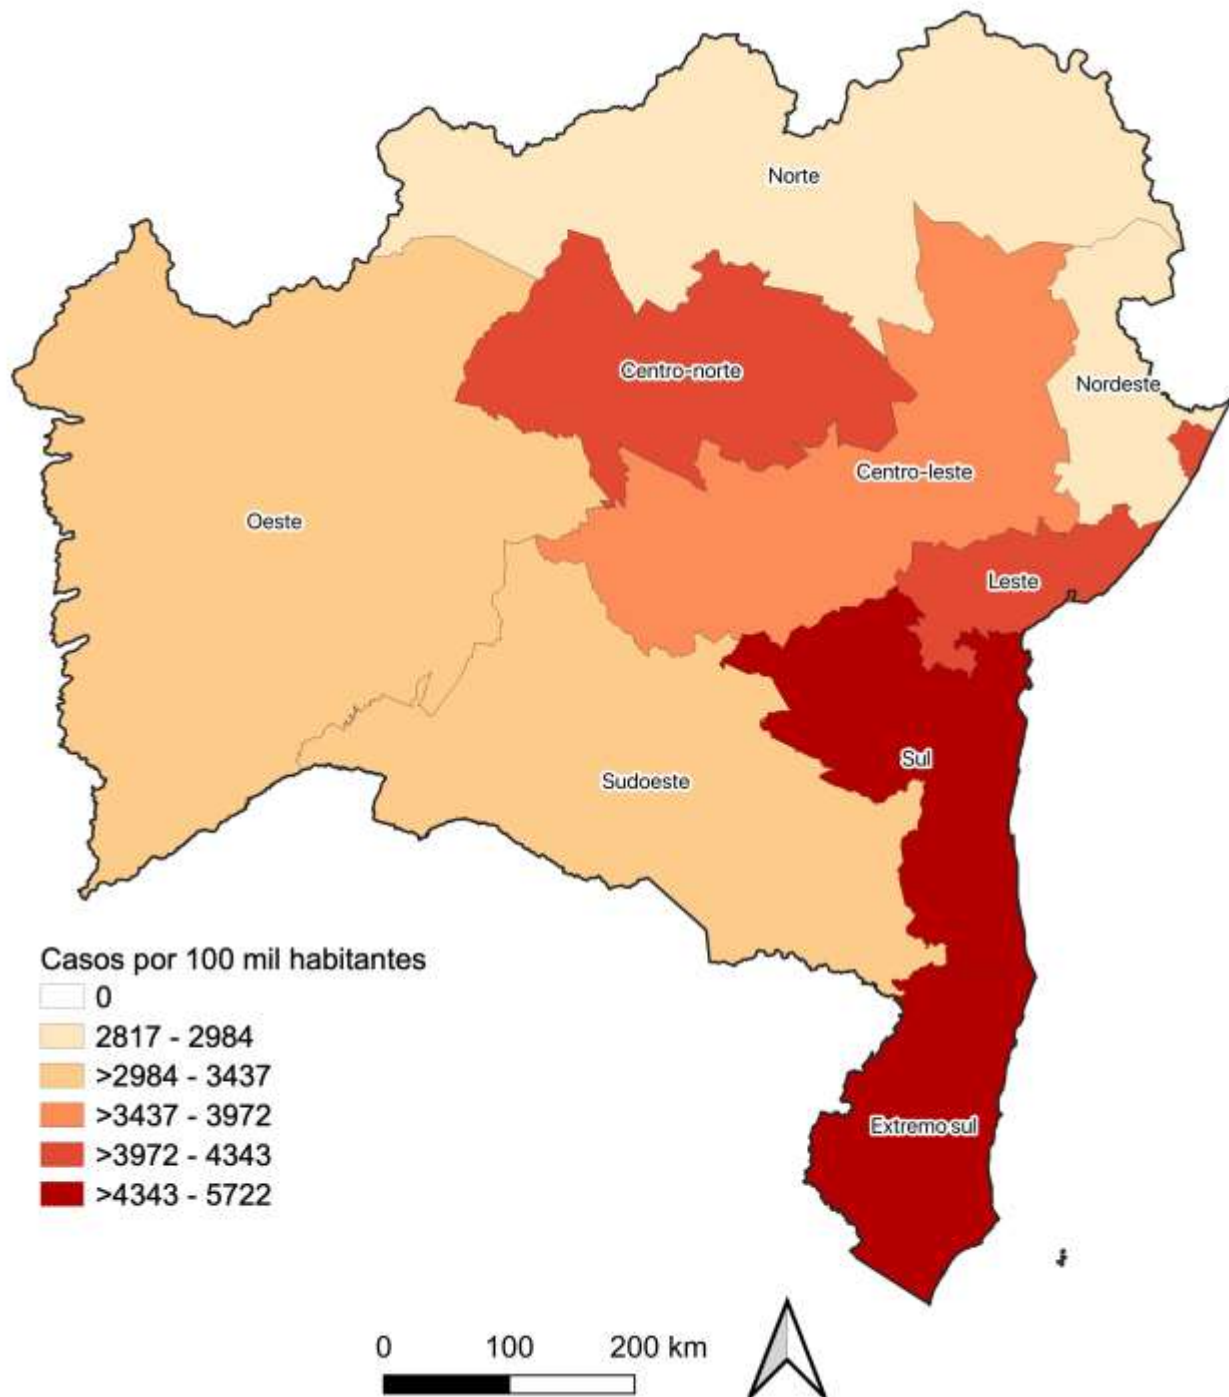 Norte
Centro-norte
Nordeste
Centro-leste
Oeste
Leste
Sul
Sudoeste
Casos por 100 mil habitantes
0
2817 - 2984
>2984 - 3437
>3437 - 3972
>3972 - 4343
>4343 - 5722
Extremo sul
0 100 200 km